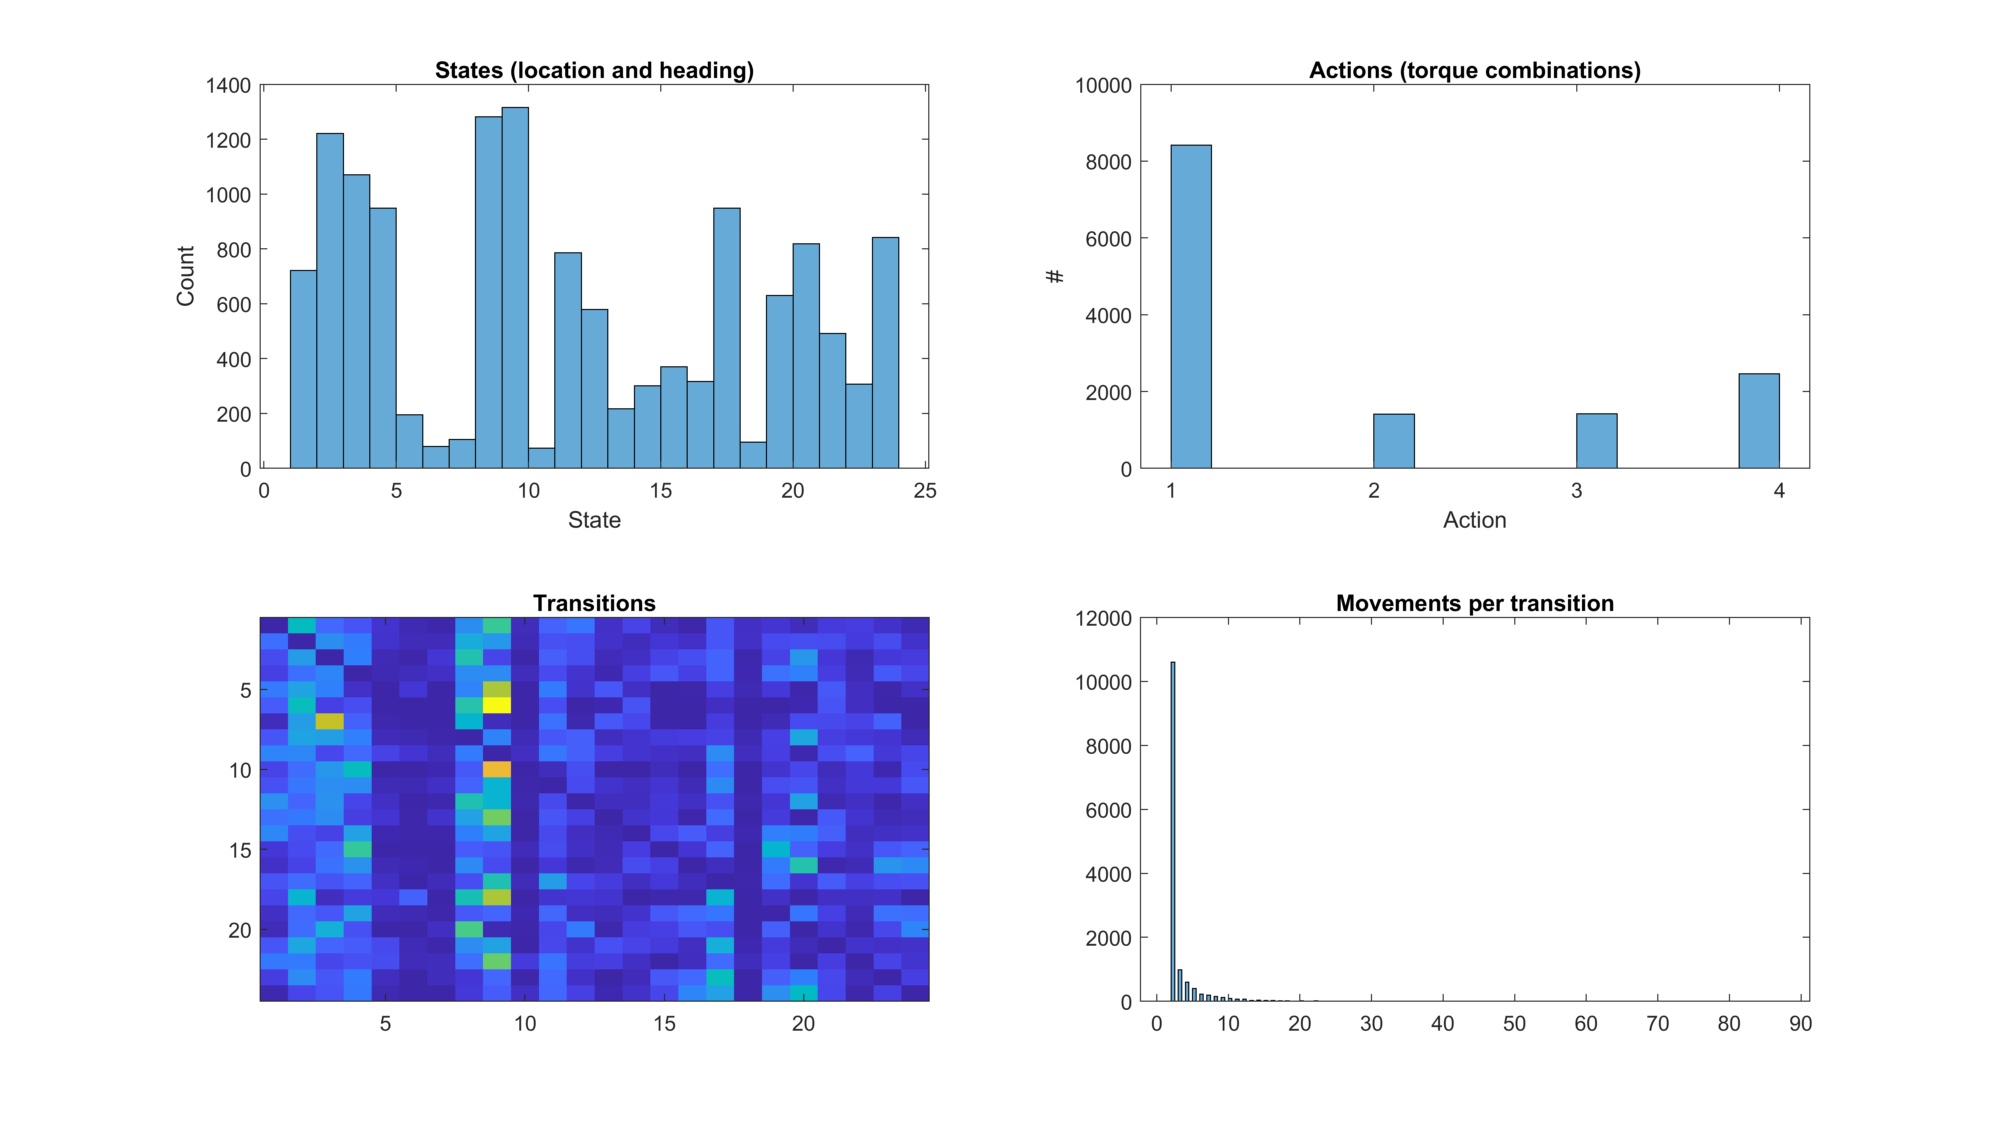 States (location and heading)
1400
1200
1000
800
600
400
200
0
Count
0 5 10 15 20 25
State
Actions (torque combinations)
10000
8000
6000
4000
2000
0
#
1 2 3 4
Action
Transitions
5
10
15
20
5 10 15 20
Movements per transition
12000
10000
8000
6000
4000
2000
0
0 10 20 30 40 50 60 70 80 90